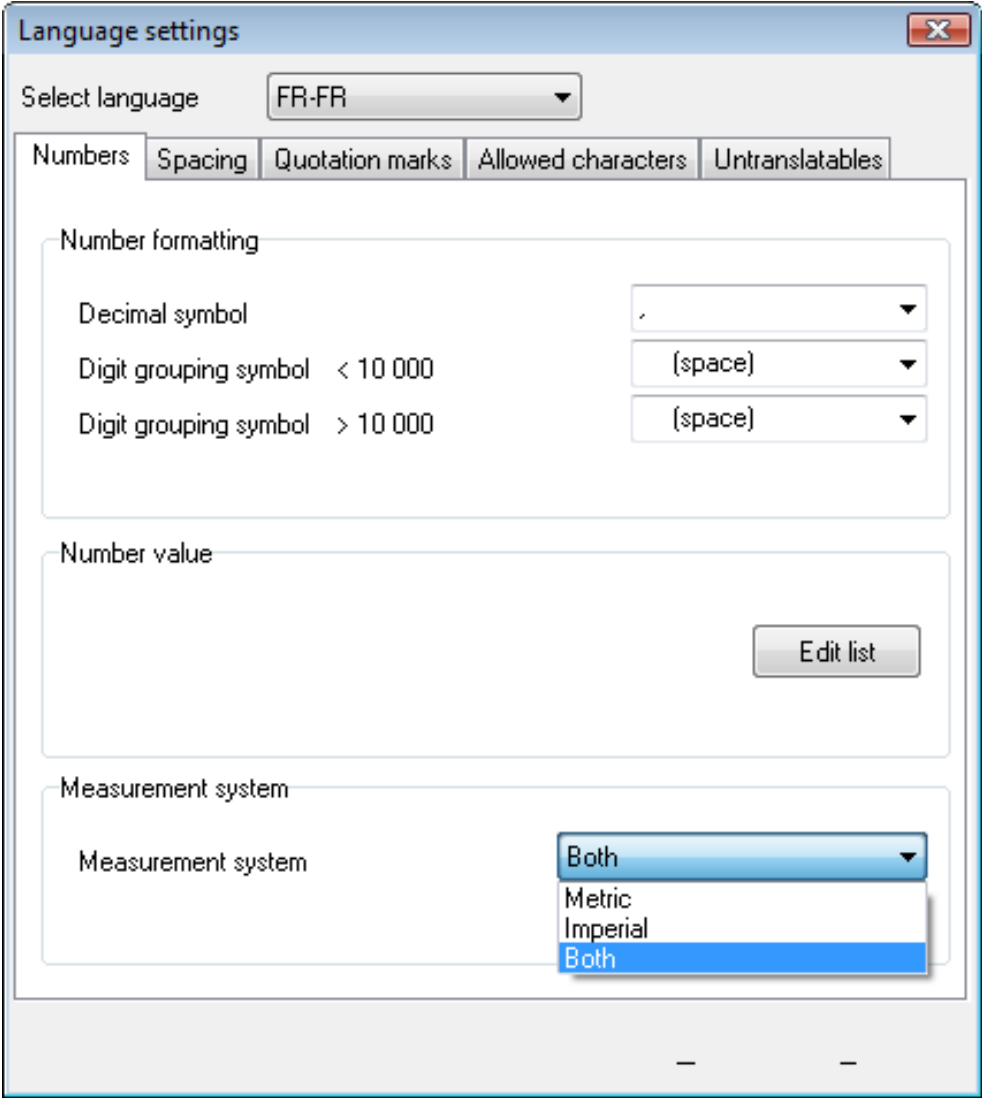 Language settings
Select language FR-FR
Numbers Spacing Quotation marks Allowed characters Untranslatables
Number formatting
Decimal symbol ,
Digit grouping symbol < 10 000 (space)
Digit grouping symbol > 10 000 (space)
Number value
Edit list
Measurement system
Measurement system Both
Metric
Imperial
Both